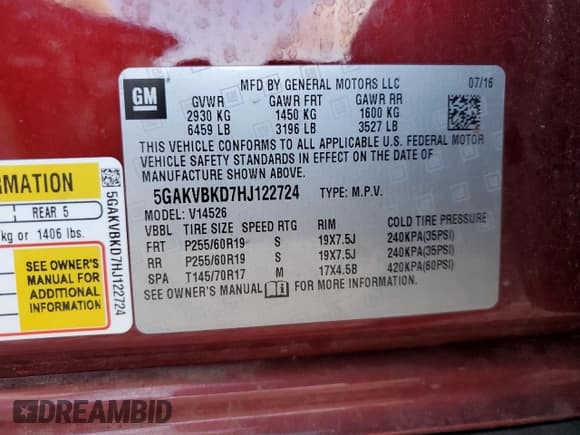 GM
MFD BY GENERAL MOTORS LLC 07/16
GVWR GAWR FRT GAWR RR
2930 KG 1450 KG 1600 KG
6459 LB 3196 LB 3527 LB
THIS VEHICLE CONFORMS TO ALL APPLICABLE U.S. FEDERAL MOTOR
VEHICLE SAFETY STANDARDS IN EFFECT ON THE DATE OF
MANUFACTURE SHOWN ABOVE.
5GAKVBKD7HJ122724 TYPE: M.P.V.
MODEL: V14526
VBBL TIRE SIZE SPEED RTG RIM COLD TIRE PRESSURE
FRT P255/60R19 S 19X7.5J 240KPA(35PSI)
RR P255/60R19 S 19X7.5J 240KPA(35PSI)
SPA T145/70R17 M 17X4.5B 420KPA(60PSI)
SEE OWNER'S MANUAL FOR MORE INFORMATION.
RMATION
REAR 5
kg or 1406 lbs.
SEE OWNER'S
MANUAL FOR
ADDITIONAL
INFORMATION
5GAKVBKD7HJ122724
DREAMBID